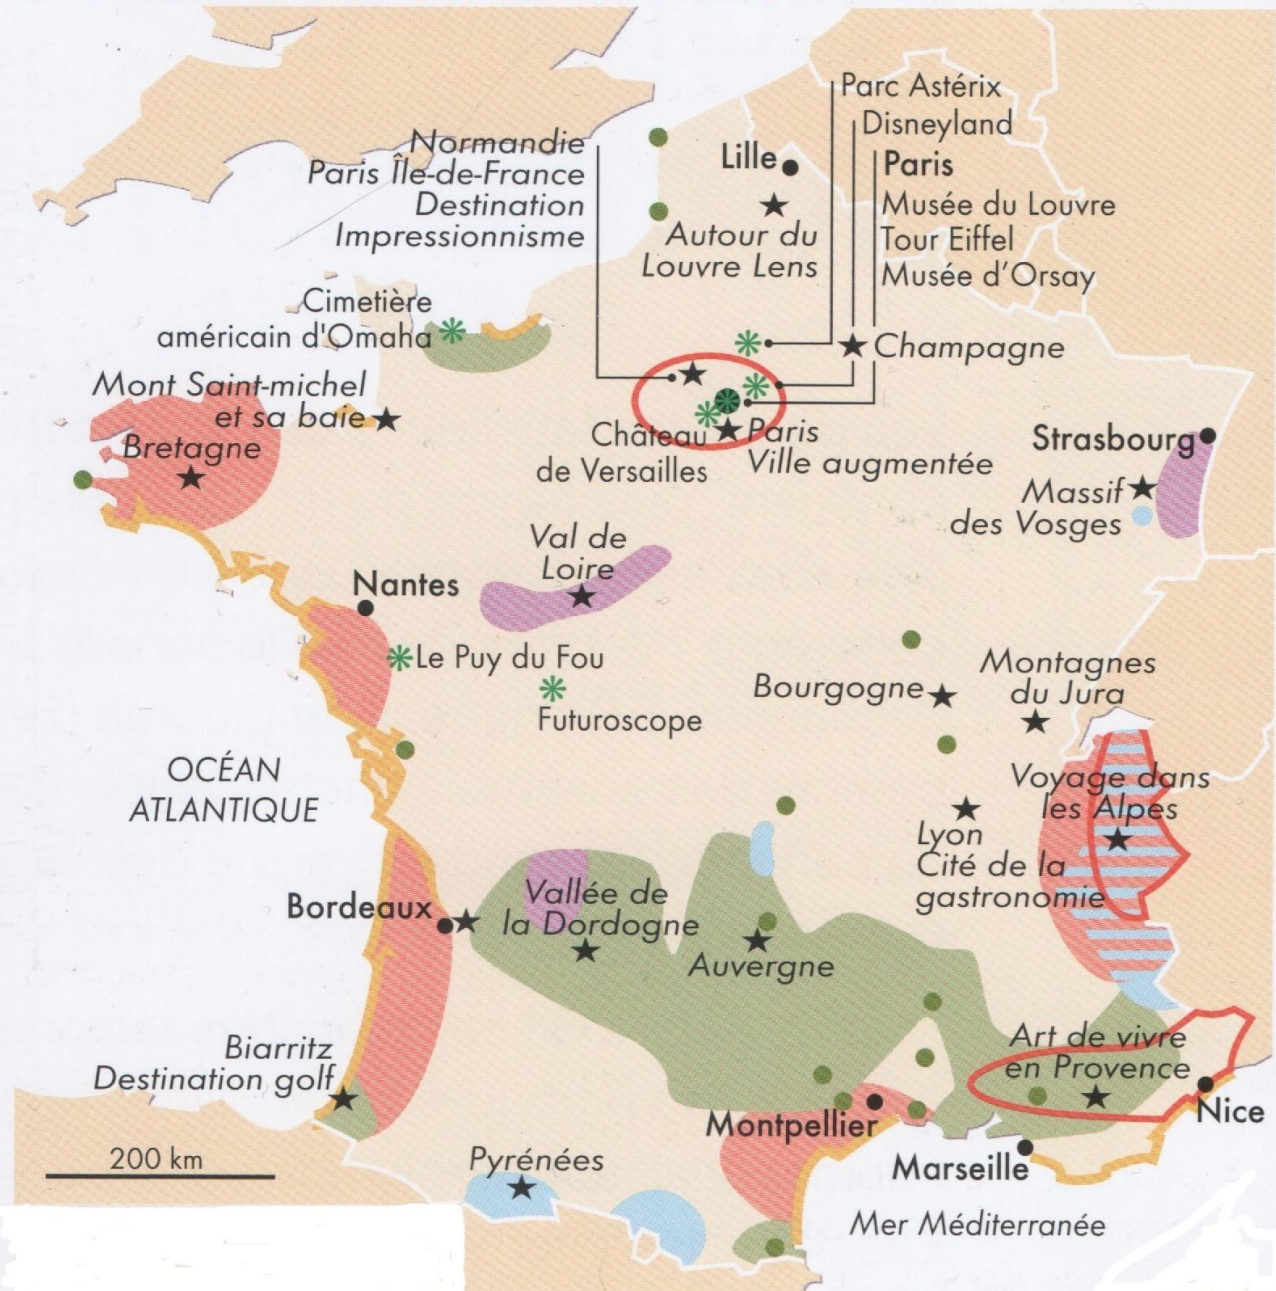 Parc Astérix
Disneyland
Paris
Musée du Louvre
Tour Eiffel
Musée d'Orsay
Normandie
Paris Île-de-France
Destination
Impressionnisme
Lille
Autour du
Louvre Lens
Cimetière
américain d'Omaha
Champagne
Mont Saint-michel
et sa baie
Bretagne
Château
de Versailles
Paris
Ville augmentée
Strasbourg
Massif
des Vosges
Val de
Loire
Nantes
Le Puy du Fou
Futuroscope
Bourgogne
Montagnes
du Jura
OCÉAN
ATLANTIQUE
Voyage dans
les Alpes
Lyon
Cité de la
gastronomie
Bordeaux
Vallée de
la Dordogne
Auvergne
Biarritz
Destination golf
Art de vivre
en Provence
Nice
Montpellier
Marseille
200 km
Pyrénées
Mer Méditerranée